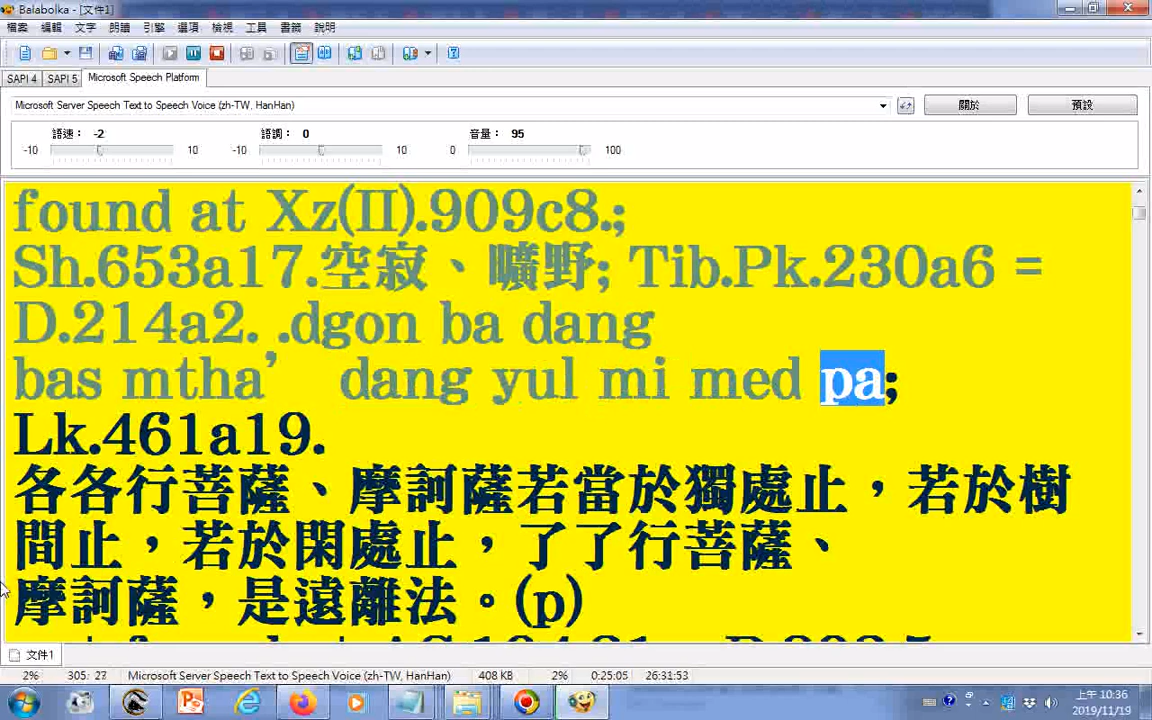 Balabolka - [文件1]
檔案 編輯 文字 朗讀 引擎 選項 檢視 工具 書籤 說明
SAPI 4 SAPI 5 Microsoft Speech Platform
Microsoft Server Speech Text to Speech Voice (zh-TW, HanHan) 關於 預設
語速： -2 語調： 0 音量： 95
-10 10 -10 10 0 100
found at Xz(II).909c8.;
Sh.653a17.空寂、曠野; Tib.Pk.230a6 =
D.214a2. .dgon ba dang
bas mtha’ dang yul mi med pa;
Lk.461a19.
各各行菩薩、摩訶薩若當於獨處止，若於樹
間止，若於閑處止，了了行菩薩、
摩訶薩，是遠離法。(p)
文件1
2% 305: 27 Microsoft Server Speech Text to Speech Voice (zh-TW, HanHan) 408 KB 2% 0:25:05 26:31:53
上午 10:36
2019/11/19